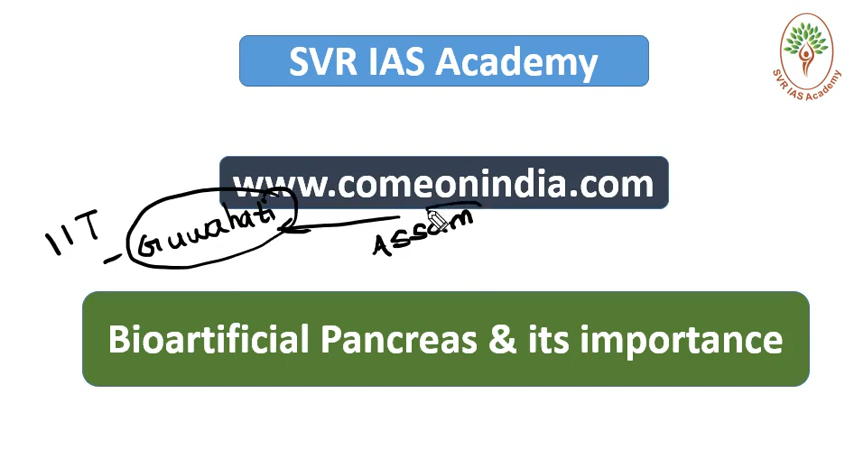 SVR IAS Academy
SVR IAS Academy
www.comeonindia.com
IIT - Guwahati
Assam
Bioartificial Pancreas & its importance